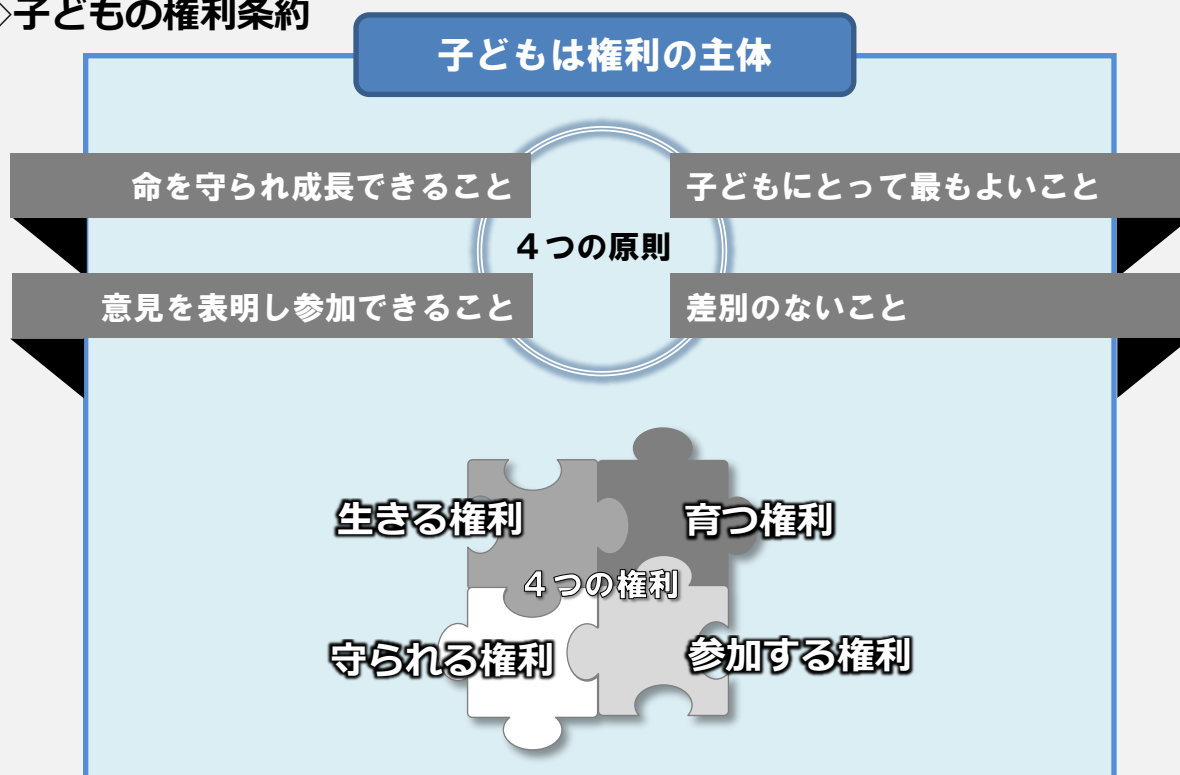 ◇子どもの権利条約
子どもは権利の主体
命を守られ成長できること
子どもにとって最もよいこと
４つの原則
意見を表明し参加できること
差別のないこと
生きる権利
育つ権利
４つの権利
守られる権利
参加する権利